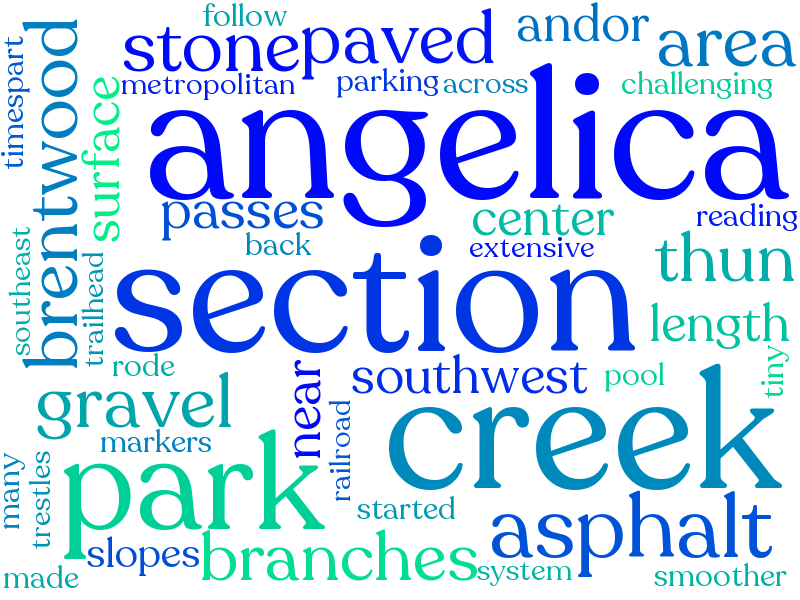 follow
andor
stone
paved
area
metropolitan
parking
across
challenging
timespart
brentwood
surface
angelica
passes
center
reading
back
extensive
thun
southeast
trailhead
section
length
rode
near
southwest
pool
tiny
gravel
markers
railroad
creek
many
trestles
park
started
asphalt
slopes
branches
system
made
smoother